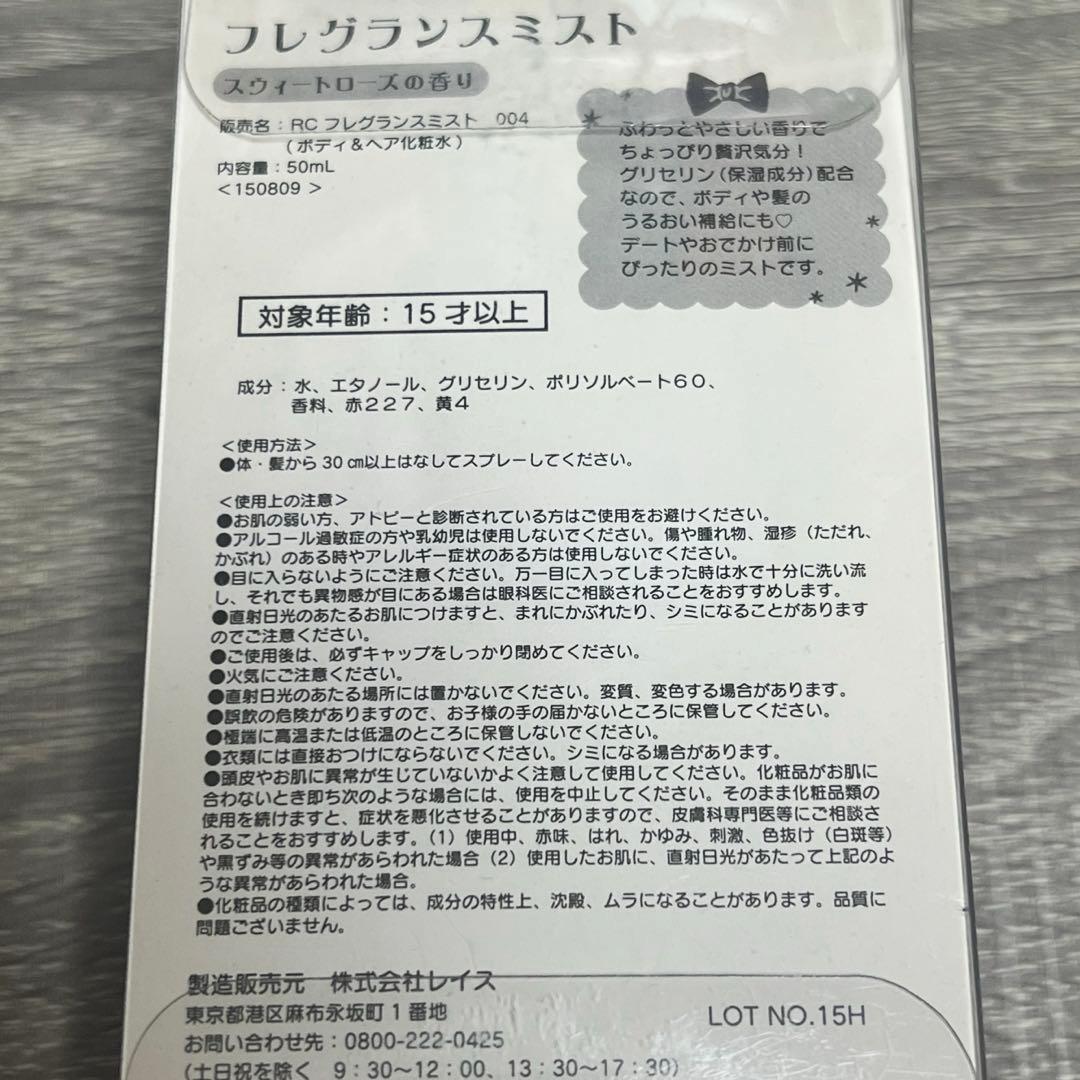 フレグランスミスト
スウィートローズの香り
販売名：RC フレグランスミスト 004
（ボディ＆ヘア化粧水）
内容量：50mL
＜150809 ＞
ふわっとやさしい香りで
ちょっぴり贅沢気分！
グリセリン（保湿成分）配合
なので、ボディや髪の
うるおい補給にも♡
デートやおでかけ前に
ぴったりのミストです。
対象年齢：15才以上
成分：水、エタノール、グリセリン、ポリソルベート６０、
香料、赤２２７、黄４
＜使用方法＞
●体・髪から 30 ㎝以上はなしてスプレーしてください。
＜使用上の注意＞
●お肌の弱い方、アトピーと診断されている方はご使用をお避けください。
●アルコール過敏症の方や乳幼児は使用しないでください。傷や腫れ物、湿疹（ただれ、
かぶれ）のある時やアレルギー症状のある方は使用しないでください。
●目に入らないようにご注意ください。万一目に入ってしまった時は水で十分に洗い流
し、それでも異物感が目にある場合は眼科医にご相談されることをおすすめします。
●直射日光のあたるお肌につけますと、まれにかぶれたり、シミになることがあります
のでご注意ください。
●ご使用後は、必ずキャップをしっかり閉めてください。
●火気にご注意ください。
●直射日光のあたる場所には置かないでください。変質、変色する場合があります。
●誤飲の危険がありますので、お子様の手の届かないところに保管してください。
●極端に高温または低温のところに保管しないでください。
●衣類には直接おつけにならないでください。シミになる場合があります。
●頭皮やお肌に異常が生じていないかよく注意して使用してください。化粧品がお肌に
合わないとき即ち次のような場合には、使用を中止してください。そのまま化粧品類の
使用を続けますと、症状を悪化させることがありますので、皮膚科専門医等にご相談さ
れることをおすすめします。（1）使用中、赤味、はれ、かゆみ、刺激、色抜け（白斑等）
や黒ずみ等の異常があらわれた場合（2）使用したお肌に、直射日光があたって上記のよ
うな異常があらわれた場合。
●化粧品の種類によっては、成分の特性上、沈殿、ムラになることがあります。品質に
問題ございません。
製造販売元 株式会社レイス
東京都港区麻布永坂町１番地
お問い合わせ先：0800-222-0425
（土日祝を除く ９：30～12：00、13：30～17：30）
LOT NO.15H